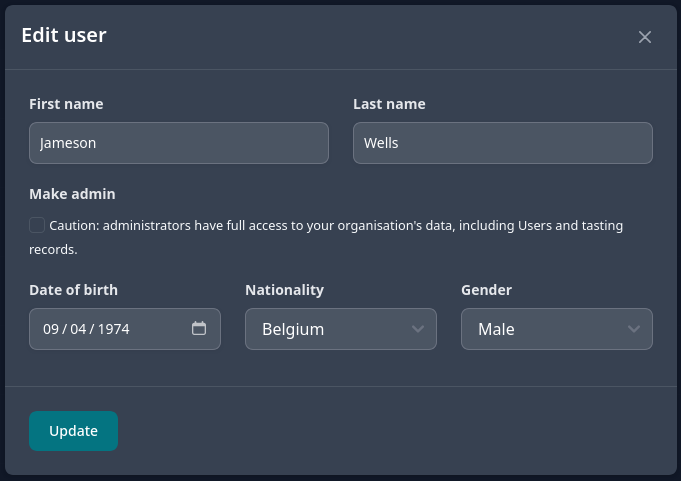 Edit user
First name
Last name
Jameson
Wells
Make admin
Caution: administrators have full access to your organisation's data, including Users and tasting
records.
Date of birth
Nationality
Gender
09 / 04 / 1974
Belgium
Male
Update